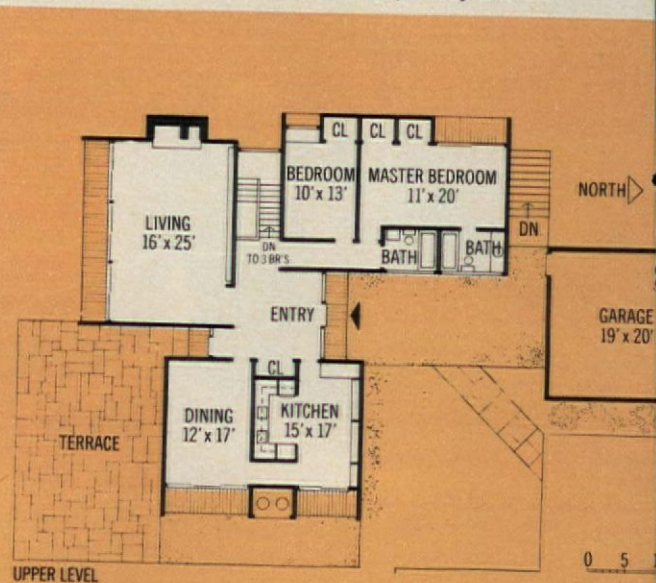 CL
CL
CL
BEDROOM
10' x 13'
MASTER BEDROOM
11' x 20'
NORTH
LIVING
16' x 25'
DN
TO 3 BR'S
BATH
BATH
DN
ENTRY
GARAGE
19' x 20'
CL
DINING
12' x 17'
KITCHEN
15' x 17'
TERRACE
0 5
UPPER LEVEL